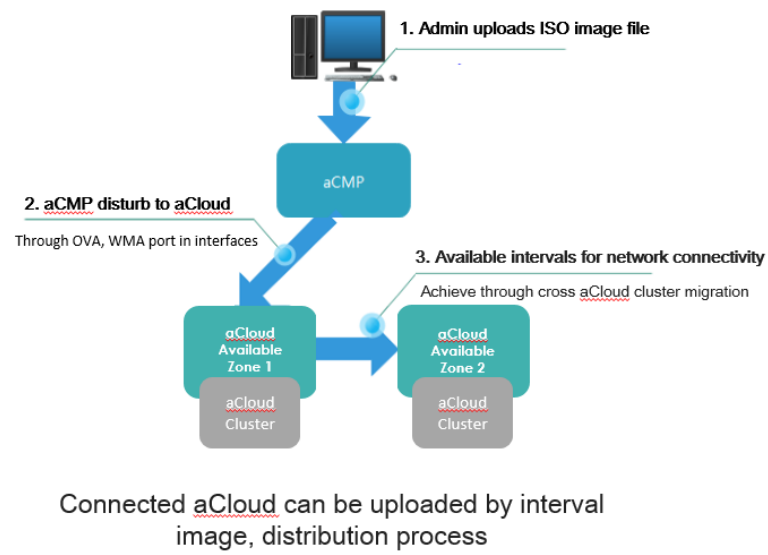 1. Admin uploads ISO image file
aCMP
2. aCMP disturb to aCloud
Through OVA, WMA port in interfaces
3. Available intervals for network connectivity
Achieve through cross aCloud cluster migration
aCloud
Available
Zone 1
aCloud
Cluster
aCloud
Available
Zone 2
aCloud
Cluster
Connected aCloud can be uploaded by interval
image, distribution process